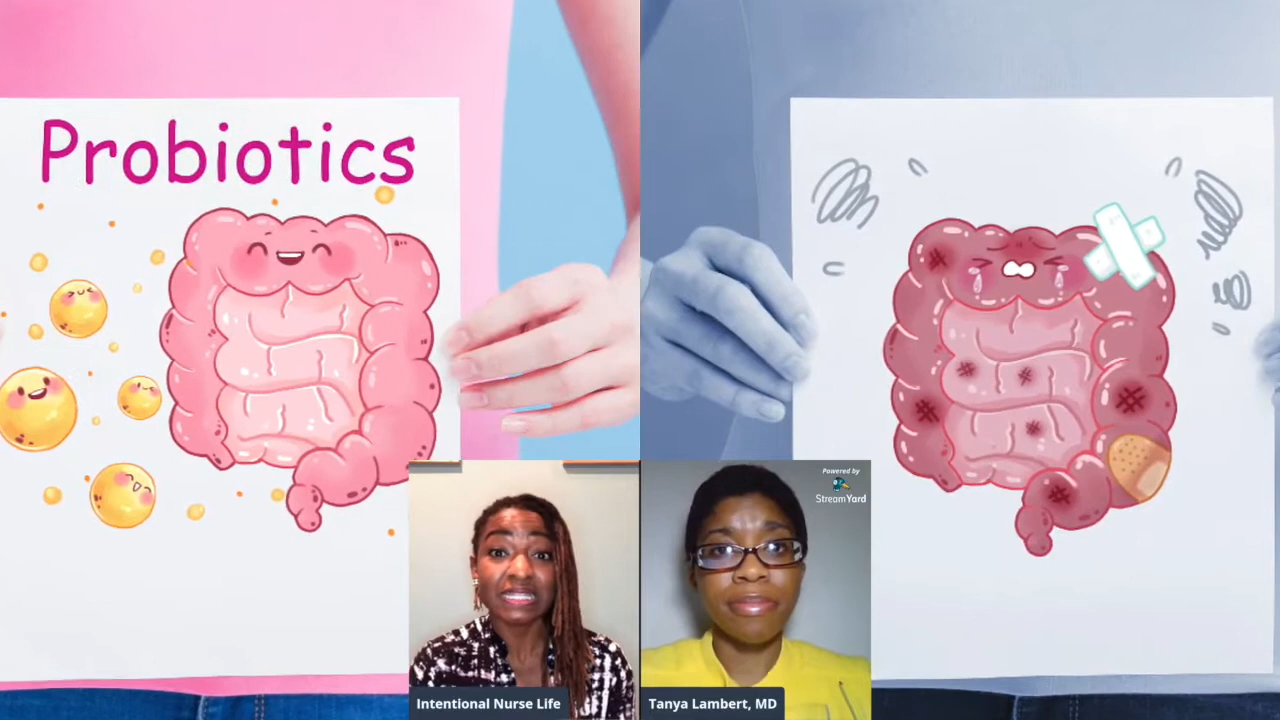 Probiotics
Powered by
StreamYard
Intentional Nurse Life
Tanya Lambert, MD